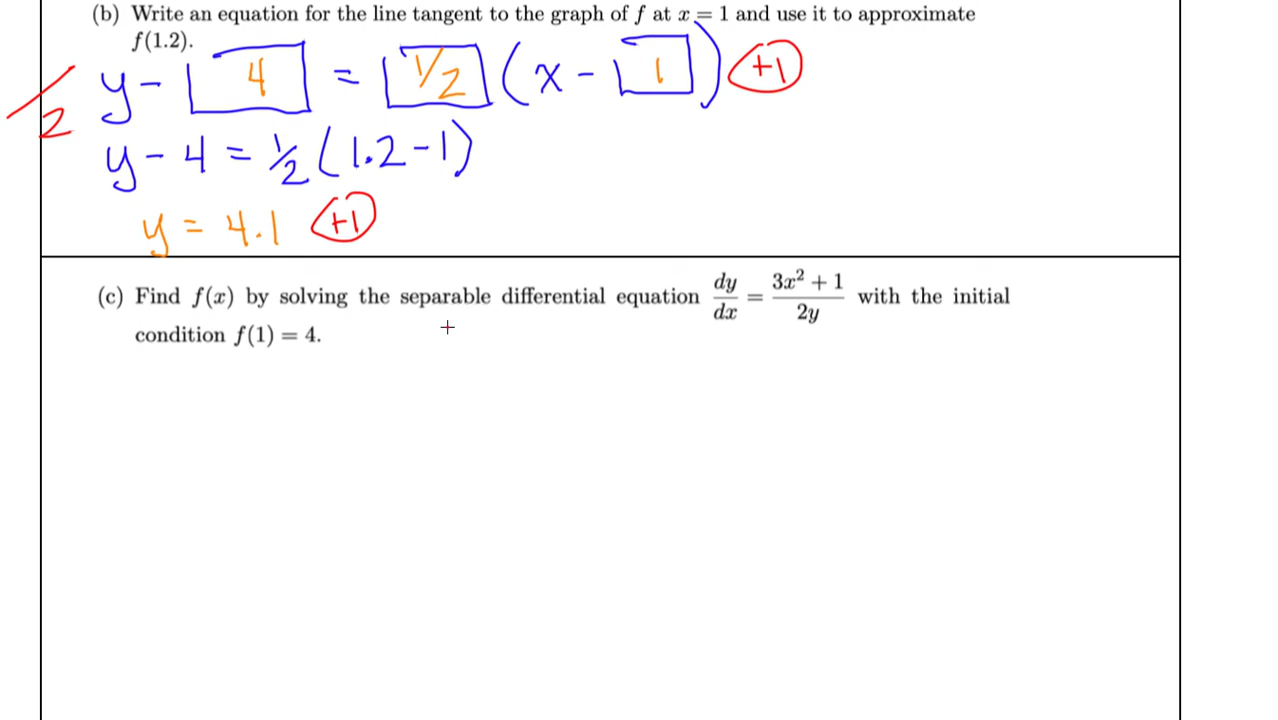 (b) Write an equation for the line tangent to the graph of f at x = 1 and use it to approximate
f(1.2).
y - 4 = 1/2 (x - 1) +1
/2
y - 4 = 1/2 (1.2 - 1)
y = 4.1 +1
(c) Find f(x) by solving the separable differential equation dy/dx = (3x² + 1)/(2y) with the initial
condition f(1) = 4.